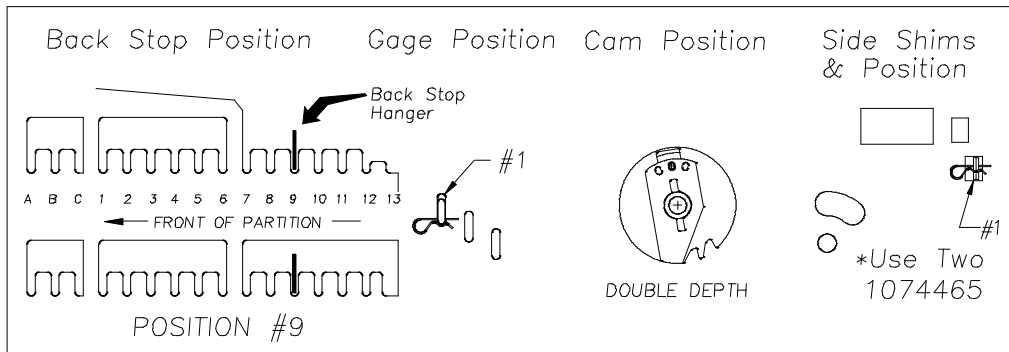 Back Stop Position
Gage Position
Cam Position
Side Shims
& Position
Back Stop
Hanger
#1
A B C 1 2 3 4 5 6 7 8 9 10 11 12 13
FRONT OF PARTITION
POSITION #9
DOUBLE DEPTH
#1
*Use Two
1074465